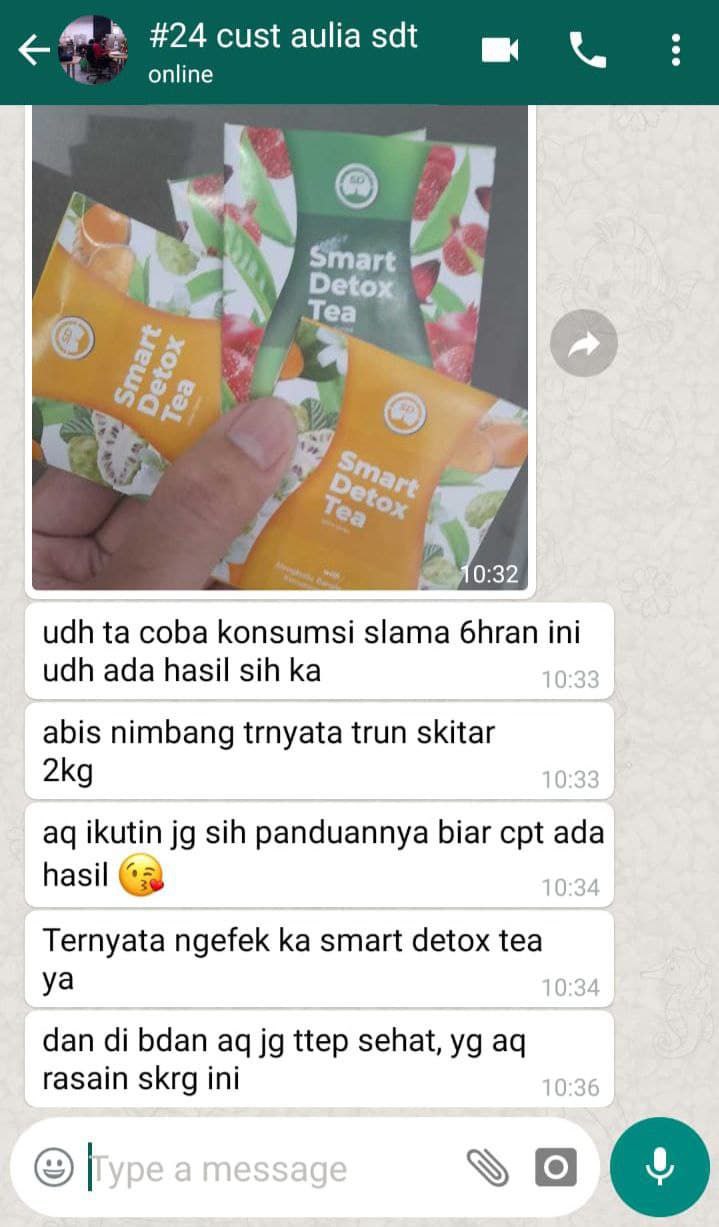 #24 cust aulia sdt
online
SD
Smart
Detox
Tea
SD
Smart
Detox
Tea
SD
Smart
Detox
Tea
with
10:32
udh ta coba konsumsi slama 6hran ini
udh ada hasil sih ka
10:33
abis nimbang trnyata trun skitar
2kg
10:33
aq ikutin jg sih panduannya biar cpt ada
hasil 😘
10:34
Ternyata ngefek ka smart detox tea
ya
10:34
dan di bdan aq jg ttep sehat, yg aq
rasain skrg ini
10:36
Type a message